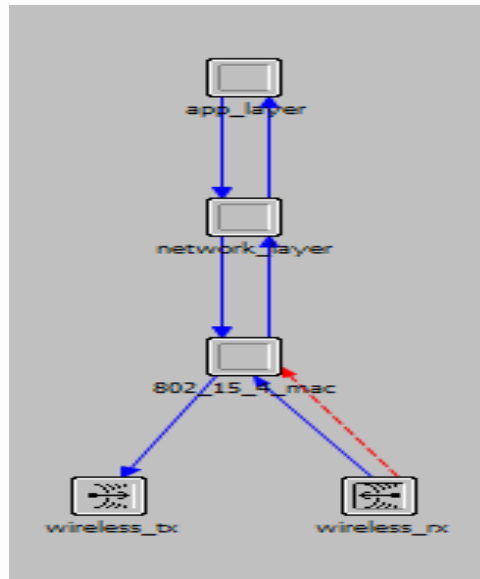 app_layer
network_layer
802_15_4_mac
wireless_tx
wireless_rx